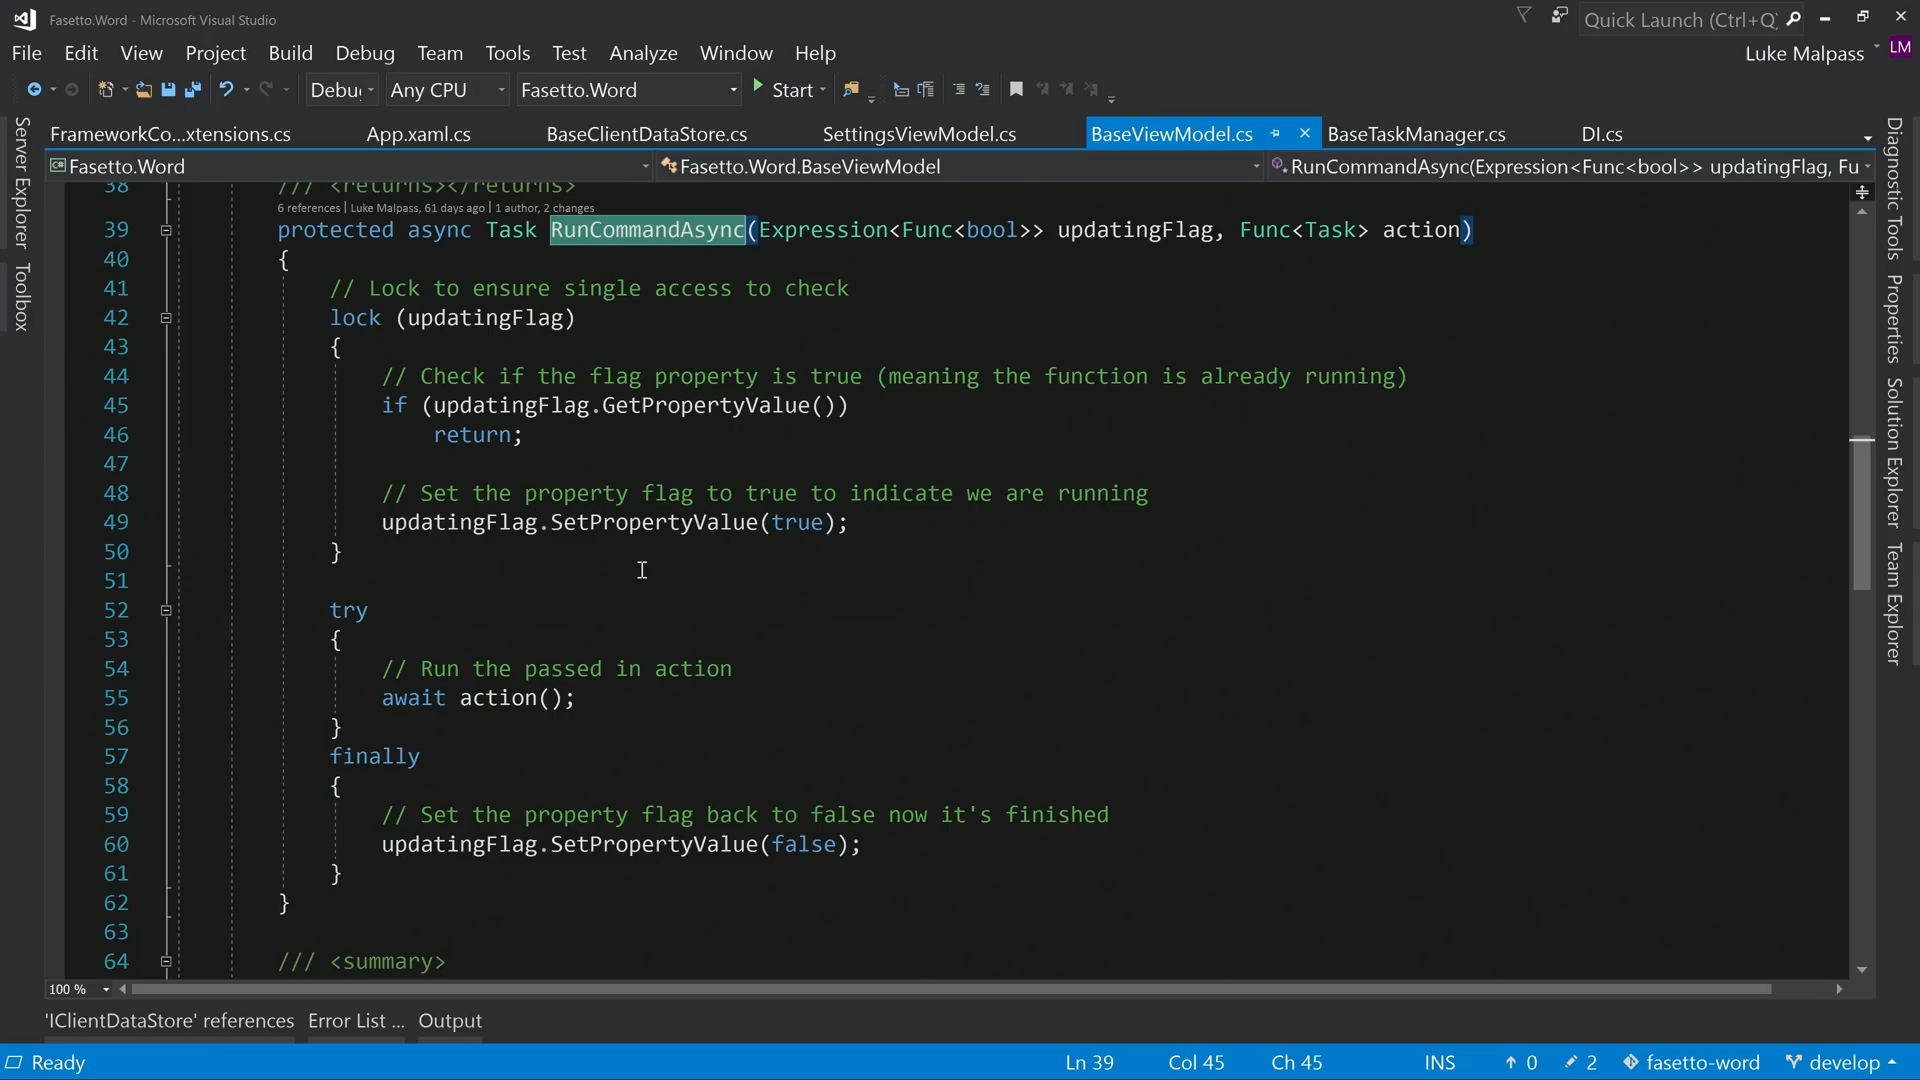 Fasetto.Word - Microsoft Visual Studio
Quick Launch (Ctrl+Q)
File Edit View Project Build Debug Team Tools Test Analyze Window Help
Luke Malpass LM
Debug Any CPU Fasetto.Word Start
Server Explorer
Toolbox
FrameworkCo...xtensions.cs App.xaml.cs BaseClientDataStore.cs SettingsViewModel.cs BaseViewModel.cs BaseTaskManager.cs DI.cs
Fasetto.Word Fasetto.Word.BaseViewModel RunCommandAsync(Expression<Func<bool>> updatingFlag, Fu
38 /// <returns></returns>
6 references | Luke Malpass, 61 days ago | 1 author, 2 changes
39 protected async Task RunCommandAsync(Expression<Func<bool>> updatingFlag, Func<Task> action)
40 {
41 // Lock to ensure single access to check
42 lock (updatingFlag)
43 {
44 // Check if the flag property is true (meaning the function is already running)
45 if (updatingFlag.GetPropertyValue())
46 return;
47
48 // Set the property flag to true to indicate we are running
49 updatingFlag.SetPropertyValue(true);
50 }
51
52 try
53 {
54 // Run the passed in action
55 await action();
56 }
57 finally
58 {
59 // Set the property flag back to false now it's finished
60 updatingFlag.SetPropertyValue(false);
61 }
62 }
63
64 /// <summary>
Diagnostic Tools
Properties
Solution Explorer
Team Explorer
100 %
'IClientDataStore' references Error List ... Output
Ready Ln 39 Col 45 Ch 45 INS 0 2 fasetto-word develop